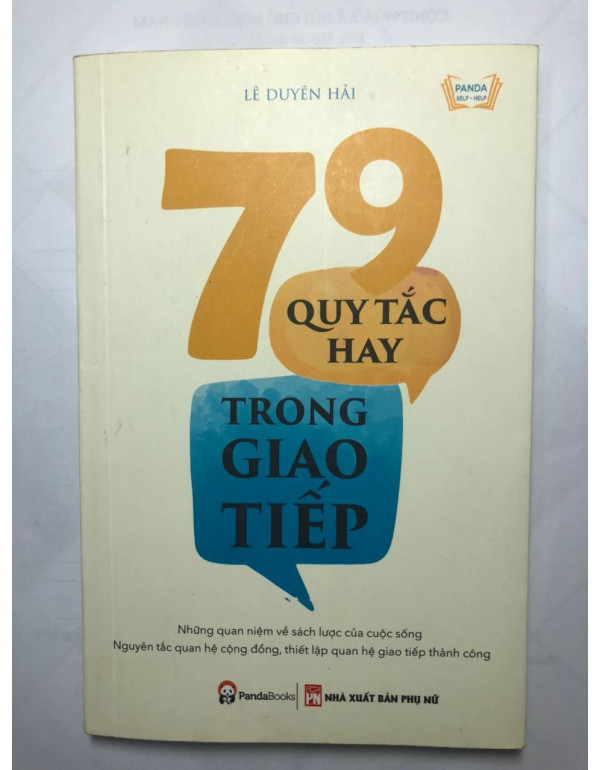 LÊ DUYÊN HẢI
PANDA
SELF - HELP
79
QUY TẮC
HAY
TRONG
GIAO
TIẾP
Những quan niệm về sách lược của cuộc sống
Nguyên tắc quan hệ cộng đồng, thiết lập quan hệ giao tiếp thành công
PandaBooks
PN
NHÀ XUẤT BẢN PHỤ NỮ